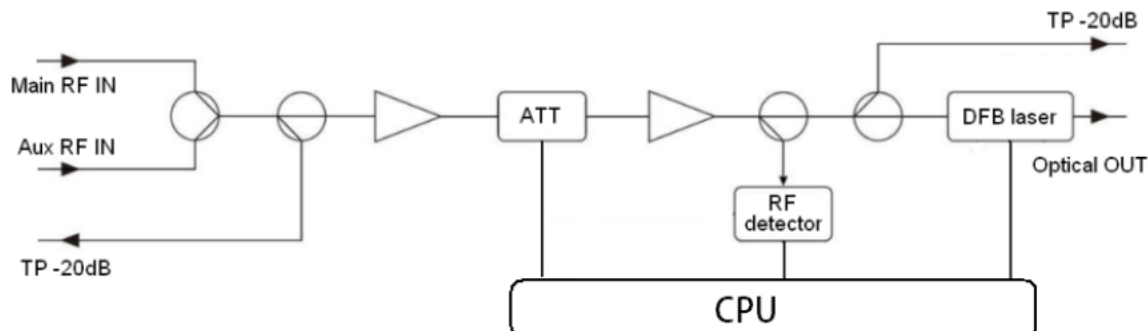 TP -20dB
Main RF IN
ATT
DFB laser
Aux RF IN
Optical OUT
RF
detector
TP -20dB
CPU